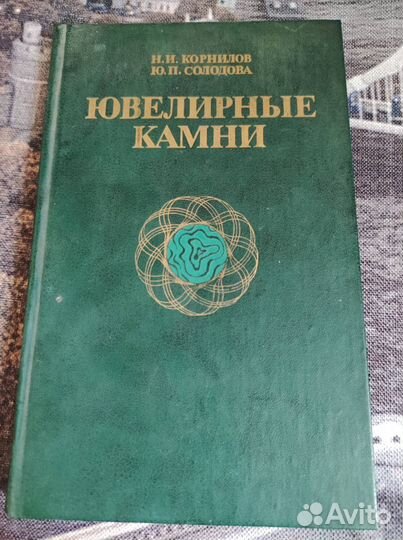 Н.И. КОРНИЛОВ
Ю.П. СОЛОДОВА
ЮВЕЛИРНЫЕ
КАМНИ
Avito